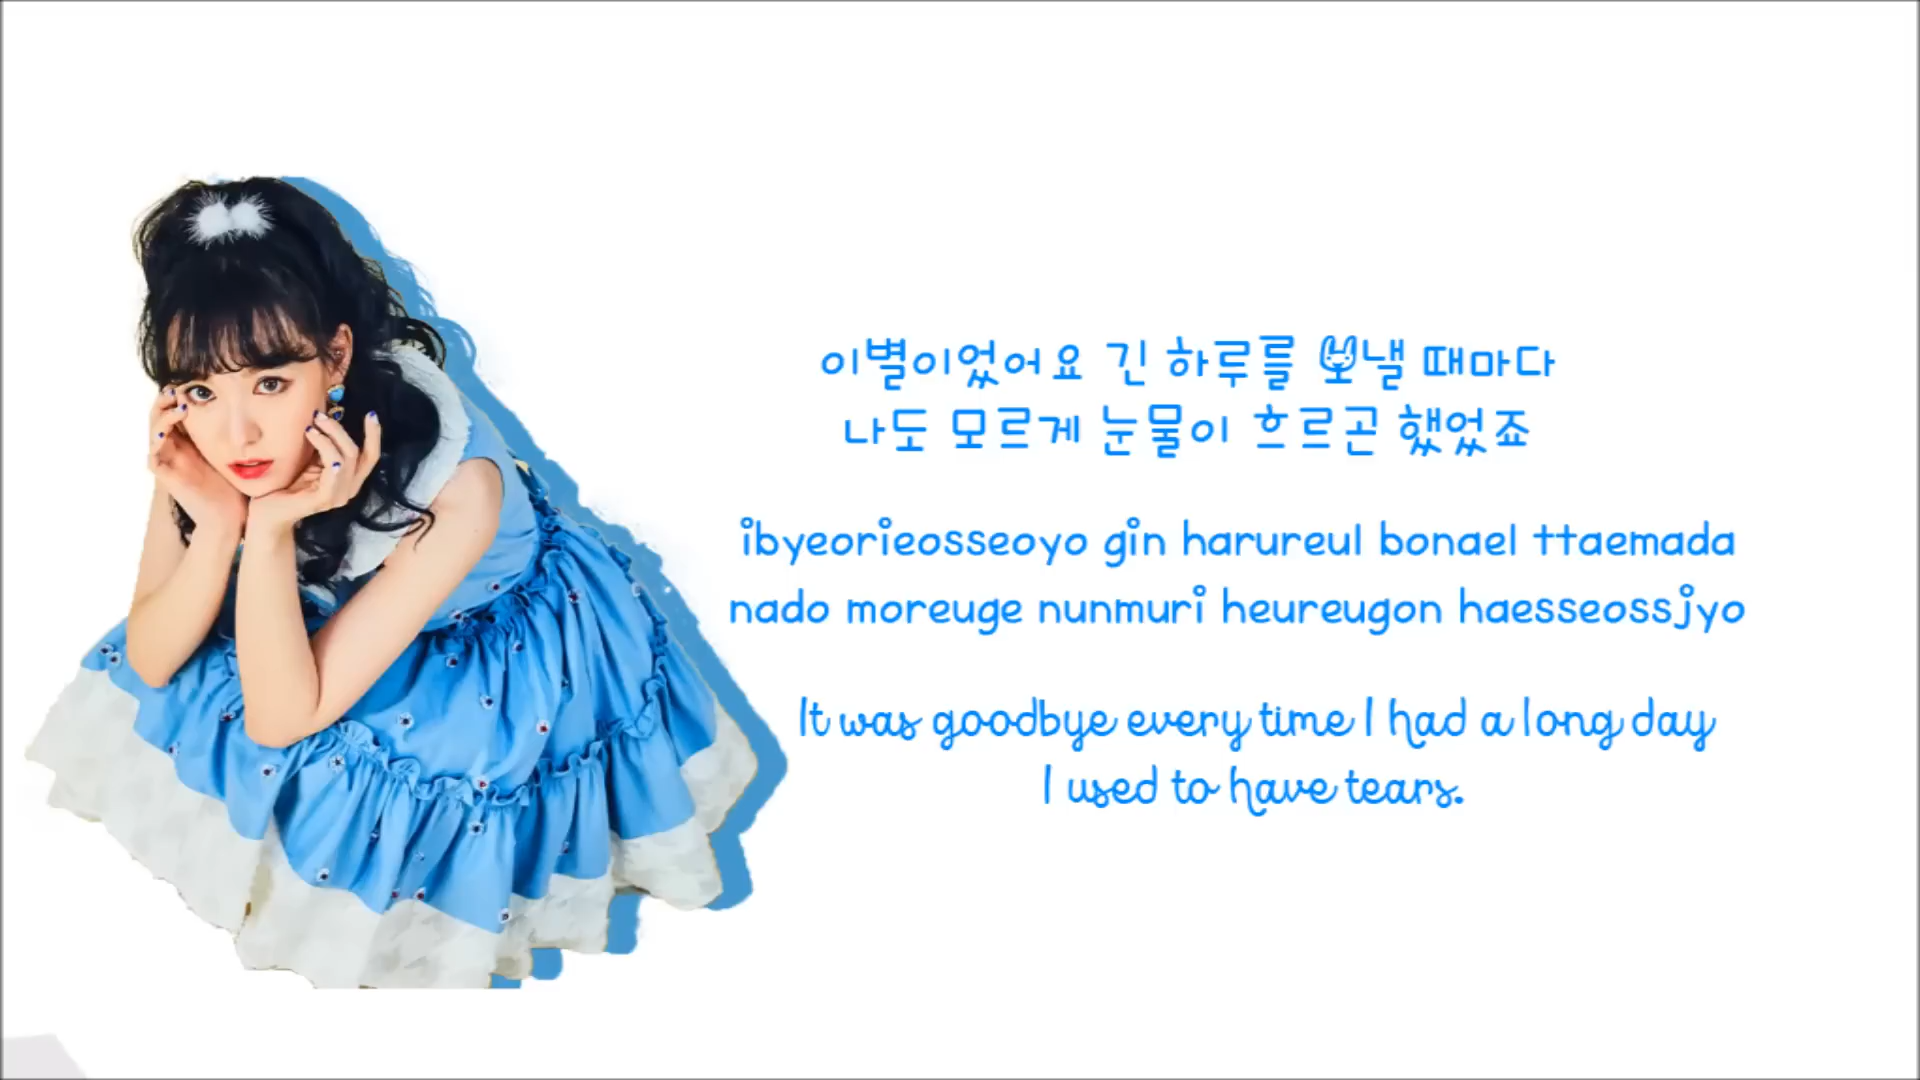 이별이었어요 긴 하루를 보낼 때마다
나도 모르게 눈물이 흐르곤 했었죠
ibyeorieosseoyo gin harureul bonael ttaemada
nado moreuge nunmuri heureugon haesseossjyo
It was goodbye every time I had a long day
I used to have tears.